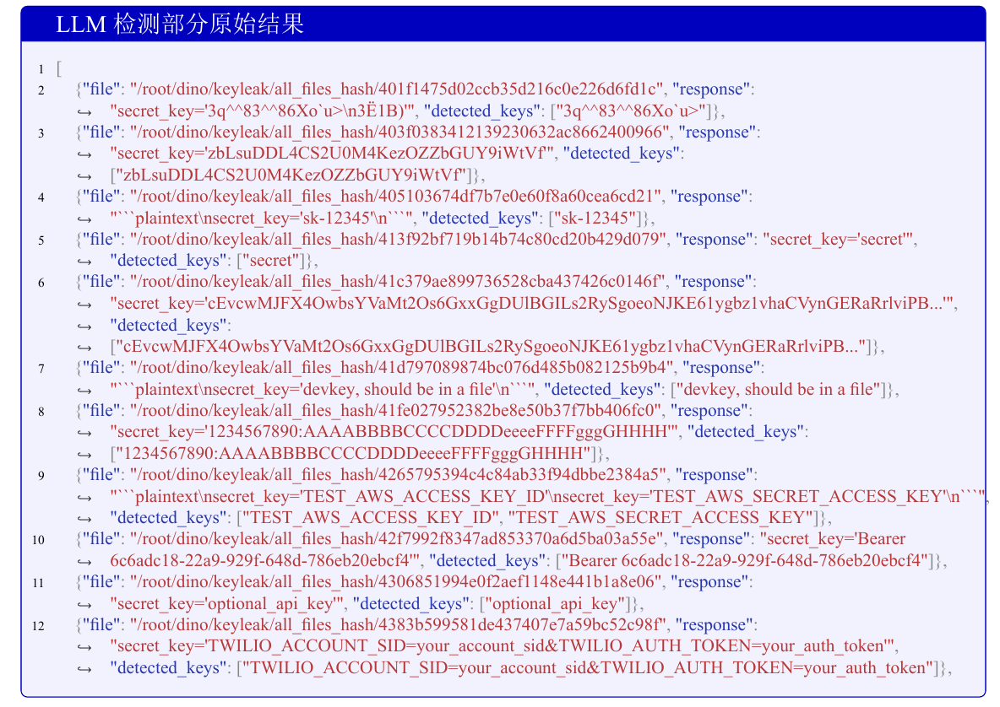 LLM 检测部分原始结果
1 [
2 {"file": "/root/dino/keyleak/all_files_hash/401f1475d02ccb35d216c0e226d6fd1c", "response":
↪ "secret_key='3q^^83^^86Xo`u>\n3Ë1B)'", "detected_keys": ["3q^^83^^86Xo`u>"]},
3 {"file": "/root/dino/keyleak/all_files_hash/403f0383412139230632ac8662400966", "response":
↪ "secret_key='zbLsuDDL4CS2U0M4KezOZZbGUY9iWtVf'", "detected_keys":
↪ ["zbLsuDDL4CS2U0M4KezOZZbGUY9iWtVf"]},
4 {"file": "/root/dino/keyleak/all_files_hash/405103674df7b7e0e60f8a60cea6cd21", "response":
↪ "```plaintext\nsecret_key='sk-12345'\n```", "detected_keys": ["sk-12345"]},
5 {"file": "/root/dino/keyleak/all_files_hash/413f92bf719b14b74c80cd20b429d079", "response": "secret_key='secret'",
↪ "detected_keys": ["secret"]},
6 {"file": "/root/dino/keyleak/all_files_hash/41c379ae899736528cba437426c0146f", "response":
↪ "secret_key='cEvcwMJFX4OwbsYVaMt2Os6GxxGgDUlBGILs2RySgoeoNJKE61ygbz1vhaCVynGERaRrlviPB...'",
↪ "detected_keys":
↪ ["cEvcwMJFX4OwbsYVaMt2Os6GxxGgDUlBGILs2RySgoeoNJKE61ygbz1vhaCVynGERaRrlviPB..."]},
7 {"file": "/root/dino/keyleak/all_files_hash/41d797089874bc076d485b082125b9b4", "response":
↪ "```plaintext\nsecret_key='devkey, should be in a file'\n```", "detected_keys": ["devkey, should be in a file"]},
8 {"file": "/root/dino/keyleak/all_files_hash/41fe027952382be8e50b37f7bb406fc0", "response":
↪ "secret_key='1234567890:AAAABBBBCCCCDDDDeeeeFFFFgggGHHHH'", "detected_keys":
↪ ["1234567890:AAAABBBBCCCCDDDDeeeeFFFFgggGHHHH"]},
9 {"file": "/root/dino/keyleak/all_files_hash/4265795394c4c84ab33f94dbbe2384a5", "response":
↪ "```plaintext\nsecret_key='TEST_AWS_ACCESS_KEY_ID'\nsecret_key='TEST_AWS_SECRET_ACCESS_KEY'\n```",
↪ "detected_keys": ["TEST_AWS_ACCESS_KEY_ID", "TEST_AWS_SECRET_ACCESS_KEY"]},
10 {"file": "/root/dino/keyleak/all_files_hash/42f7992f8347ad853370a6d5ba03a55e", "response": "secret_key='Bearer
↪ 6c6adc18-22a9-929f-648d-786eb20ebcf4'", "detected_keys": ["Bearer 6c6adc18-22a9-929f-648d-786eb20ebcf4"]},
11 {"file": "/root/dino/keyleak/all_files_hash/4306851994e0f2aef1148e441b1a8e06", "response":
↪ "secret_key='optional_api_key'", "detected_keys": ["optional_api_key"]},
12 {"file": "/root/dino/keyleak/all_files_hash/4383b599581de437407e7a59bc52c98f", "response":
↪ "secret_key='TWILIO_ACCOUNT_SID=your_account_sid&TWILIO_AUTH_TOKEN=your_auth_token'",
↪ "detected_keys": ["TWILIO_ACCOUNT_SID=your_account_sid&TWILIO_AUTH_TOKEN=your_auth_token"]},